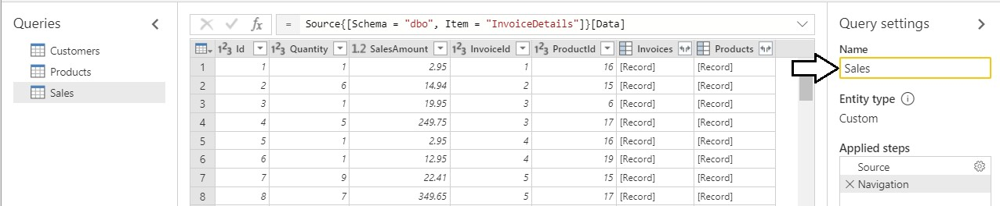 Queries
Customers
Products
Sales
fx = Source{[Schema = "dbo", Item = "InvoiceDetails"]}[Data]
1²3 Id 1²3 Quantity 1.2 SalesAmount 1²3 InvoiceId 1²3 ProductId Invoices Products
1 1 1 2.95 1 16 [Record] [Record]
2 2 6 14.94 2 15 [Record] [Record]
3 3 1 19.95 3 6 [Record] [Record]
4 4 5 249.75 3 17 [Record] [Record]
5 5 1 2.95 4 16 [Record] [Record]
6 6 1 12.95 4 19 [Record] [Record]
7 7 9 22.41 5 15 [Record] [Record]
8 8 7 349.65 5 17 [Record] [Record]
Query settings
Name
Sales
Entity type
Custom
Applied steps
Source
Navigation